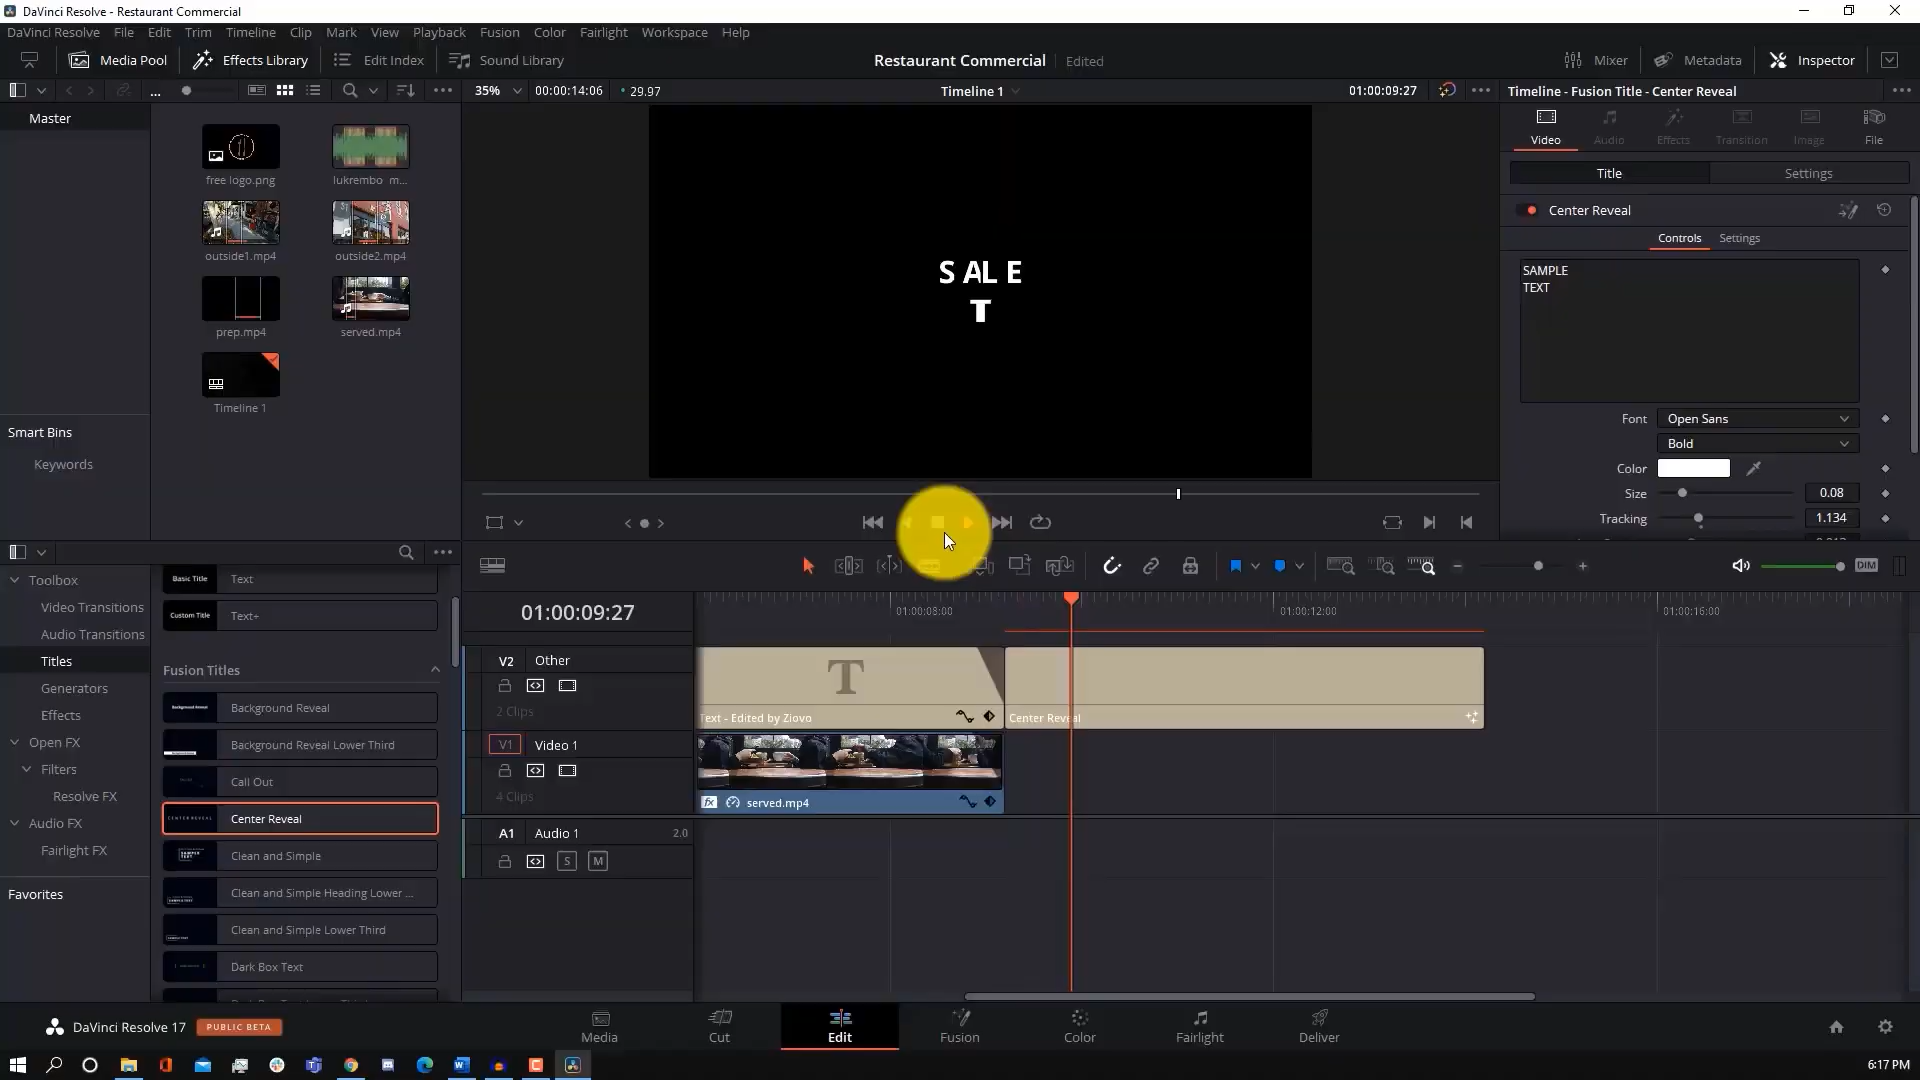 DaVinci Resolve - Restaurant Commercial
DaVinci Resolve File Edit Trim Timeline Clip Mark View Playback Fusion Color Fairlight Workspace Help
Media Pool Effects Library Edit Index Sound Library Restaurant Commercial Edited Mixer Metadata Inspector
... 35% 00:00:14:06 29.97 Timeline 1 01:00:09:27 Timeline - Fusion Title - Center Reveal
Master
free logo.png
lukrembo m...
outside1.mp4
outside2.mp4
prep.mp4
served.mp4
Timeline 1
Smart Bins
Keywords
S AL E
T
Video Audio Effects Transition Image File
Title Settings
Center Reveal
Controls Settings
SAMPLE
TEXT
Font Open Sans
Bold
Color
Size 0.08
Tracking 1.134
Toolbox
Video Transitions
Audio Transitions
Titles
Generators
Effects
Open FX
Filters
Resolve FX
Audio FX
Fairlight FX
Favorites
Basic Title Text
Custom Title Text+
Fusion Titles
Background Reveal
Background Reveal Lower Third
Call Out
Center Reveal
Clean and Simple
Clean and Simple Heading Lower ...
Clean and Simple Lower Third
Dark Box Text
DIM
01:00:09:27
01:00:08:00 01:00:12:00 01:00:16:00
V2 Other
2 Clips
T
Text - Edited by Ziovo
Center Reveal
V1 Video 1
4 Clips
fx served.mp4
A1 Audio 1 2.0
S M
DaVinci Resolve 17 PUBLIC BETA
Media Cut Edit Fusion Color Fairlight Deliver
6:17 PM